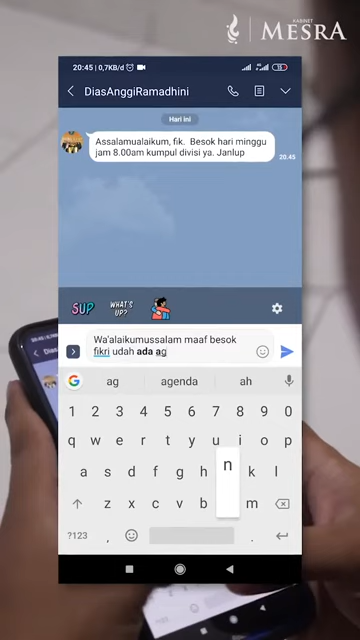 KABINET
MESRA
20:45 | 0,7KB/d
DiasAnggiRamadhini
Hari ini
Assalamualaikum, fik. Besok hari minggu
jam 8.00am kumpul divisi ya. Janlup
20.45
SUP
WHAT'S
UP?
Wa'alaikumussalam maaf besok
fikri udah ada ag
G
ag agenda ah
1 2 3 4 5 6 7 8 9 0
q w e r t y u i o p
a s d f g h k l
n
z x c v b m
?123 , .